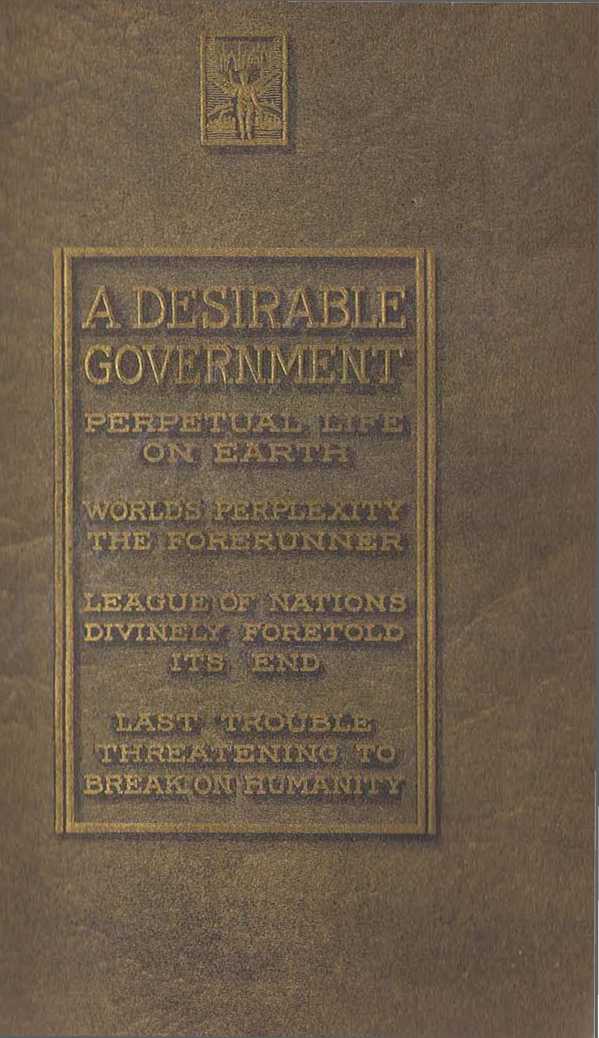 A DESIRABLE
GOVERNMENT
PERPETUAL LIFE
ON EARTH
WORLD'S PERPLEXITY
THE FORERUNNER
LEAGUE OF NATIONS
DIVINELY FORETOLD
ITS END
LAST TROUBLE
THREATENING TO
BREAK ON HUMANITY